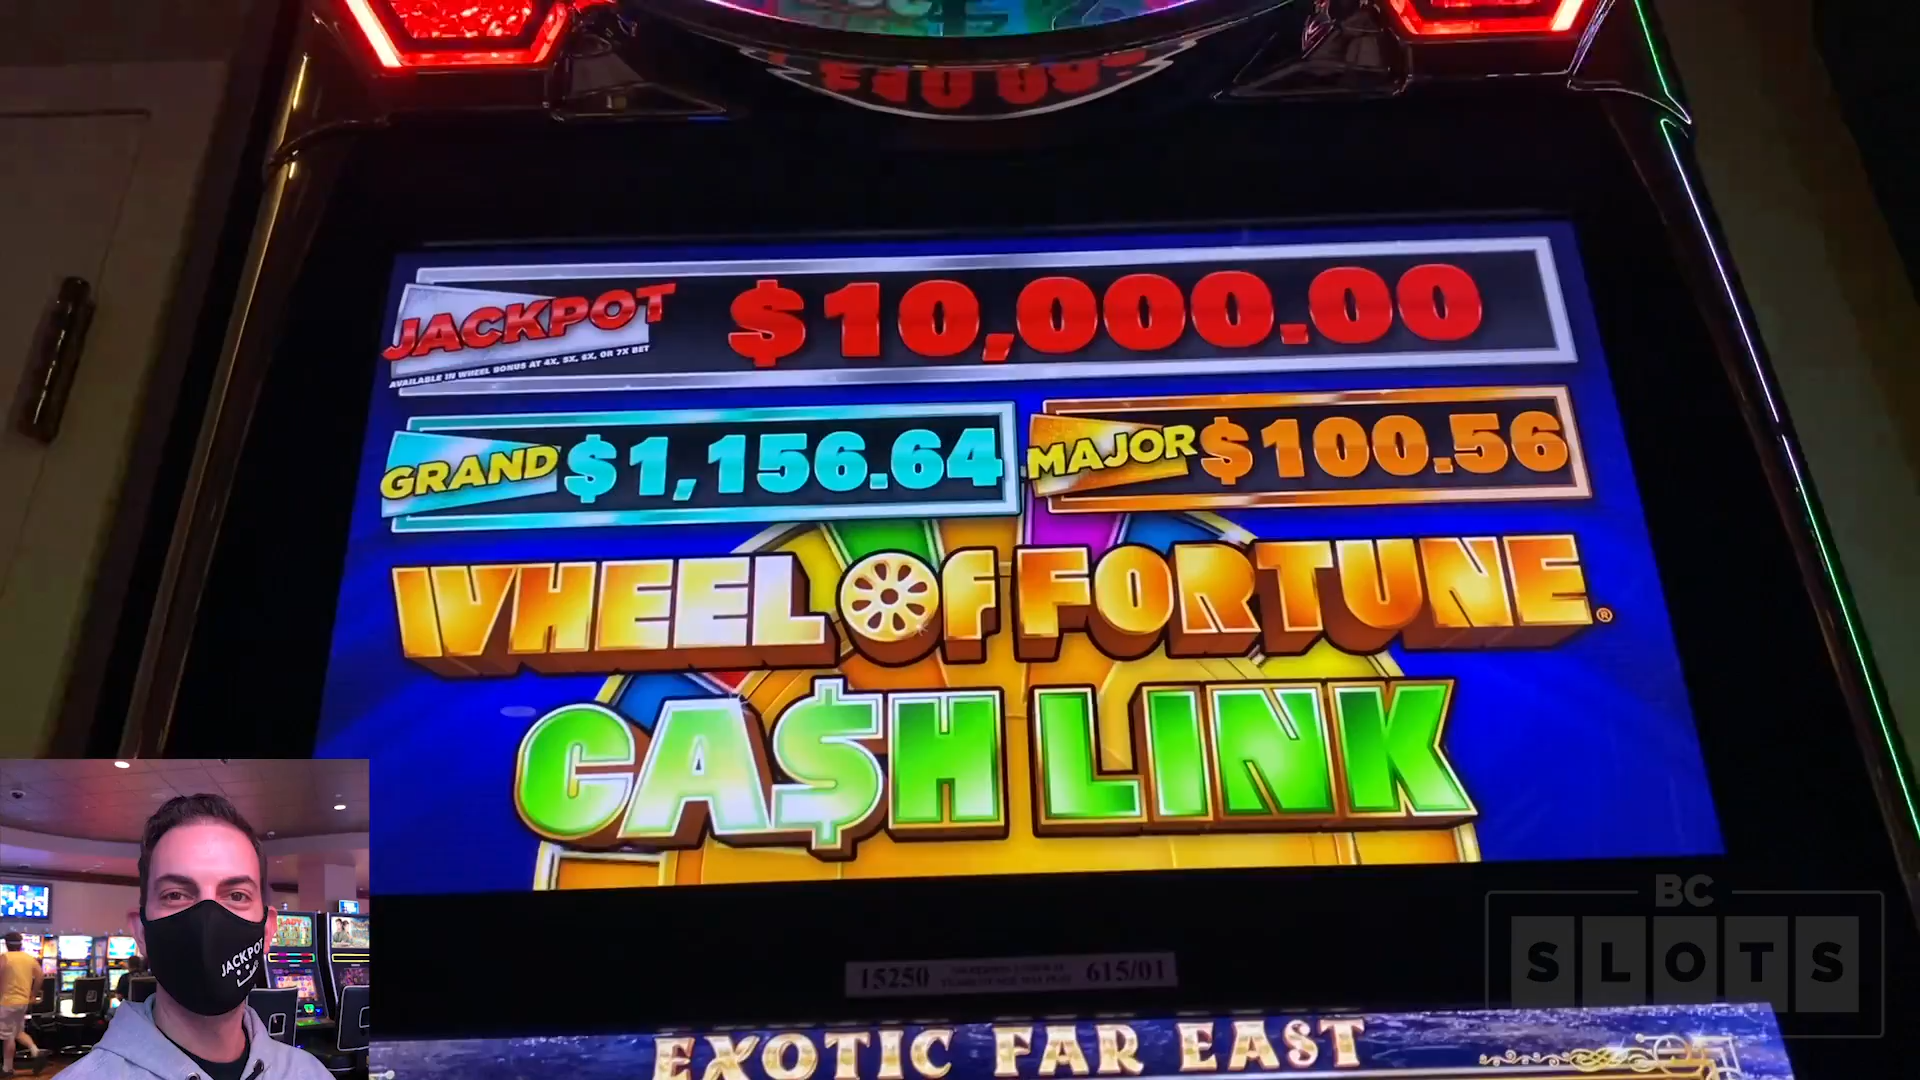 JACKPOT $10,000.00
AVAILABLE IN WHEEL BONUS AT 4X, 5X, 6X, OR 7X BET
GRAND $1,156.64 MAJOR $100.56
WHEEL OF FORTUNE®
CA$H LINK
JACKPOT
BC
SLOTS
15250 615/01
EXOTIC FAR EAST